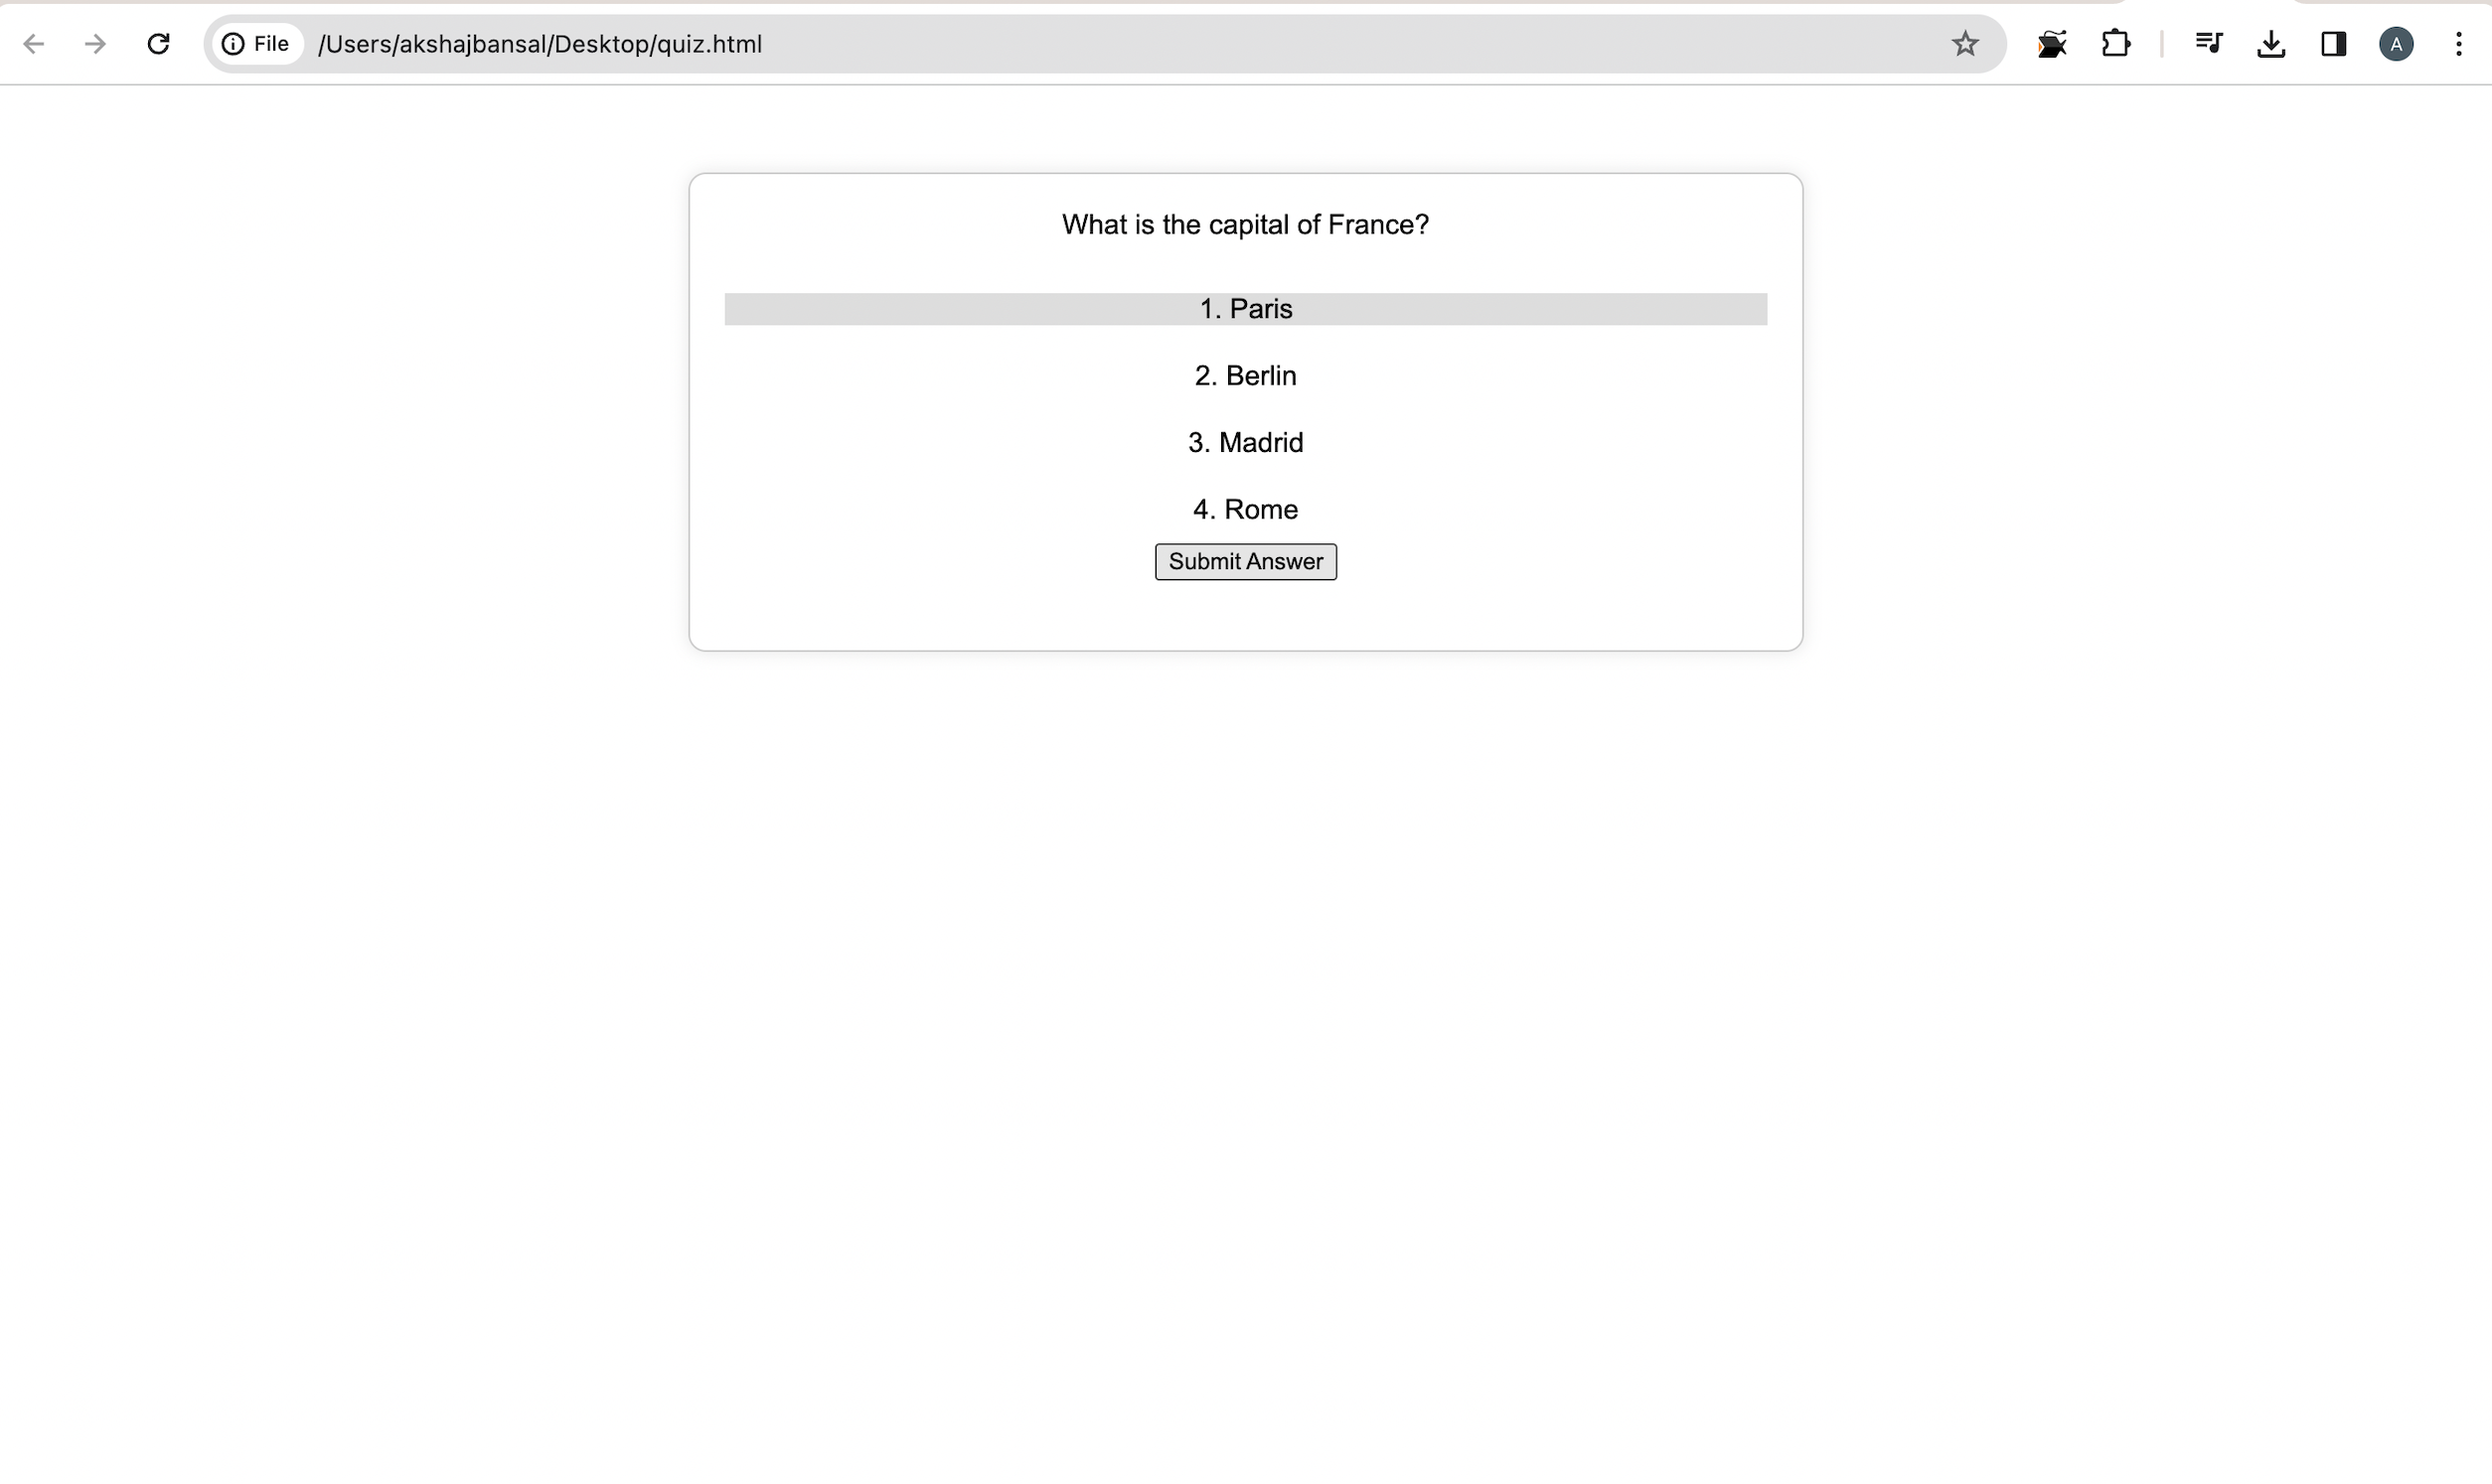 File /Users/akshajbansal/Desktop/quiz.html A
What is the capital of France?
1. Paris
2. Berlin
3. Madrid
4. Rome
Submit Answer